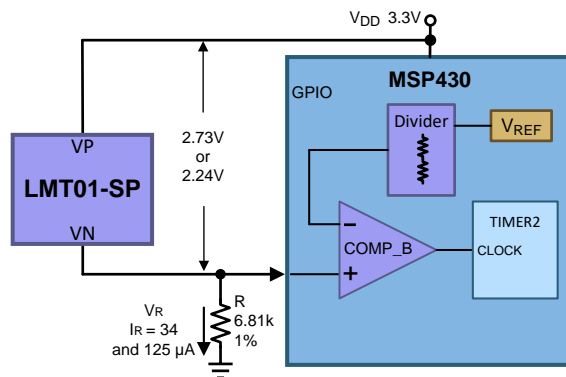 VDD 3.3V
MSP430
GPIO
Divider
VREF
2.73V
or
2.24V
VP
LMT01-SP
VN
TIMER2
CLOCK
COMP_B
−
+
VR
IR = 34
and 125 µA
R
6.81k
1%